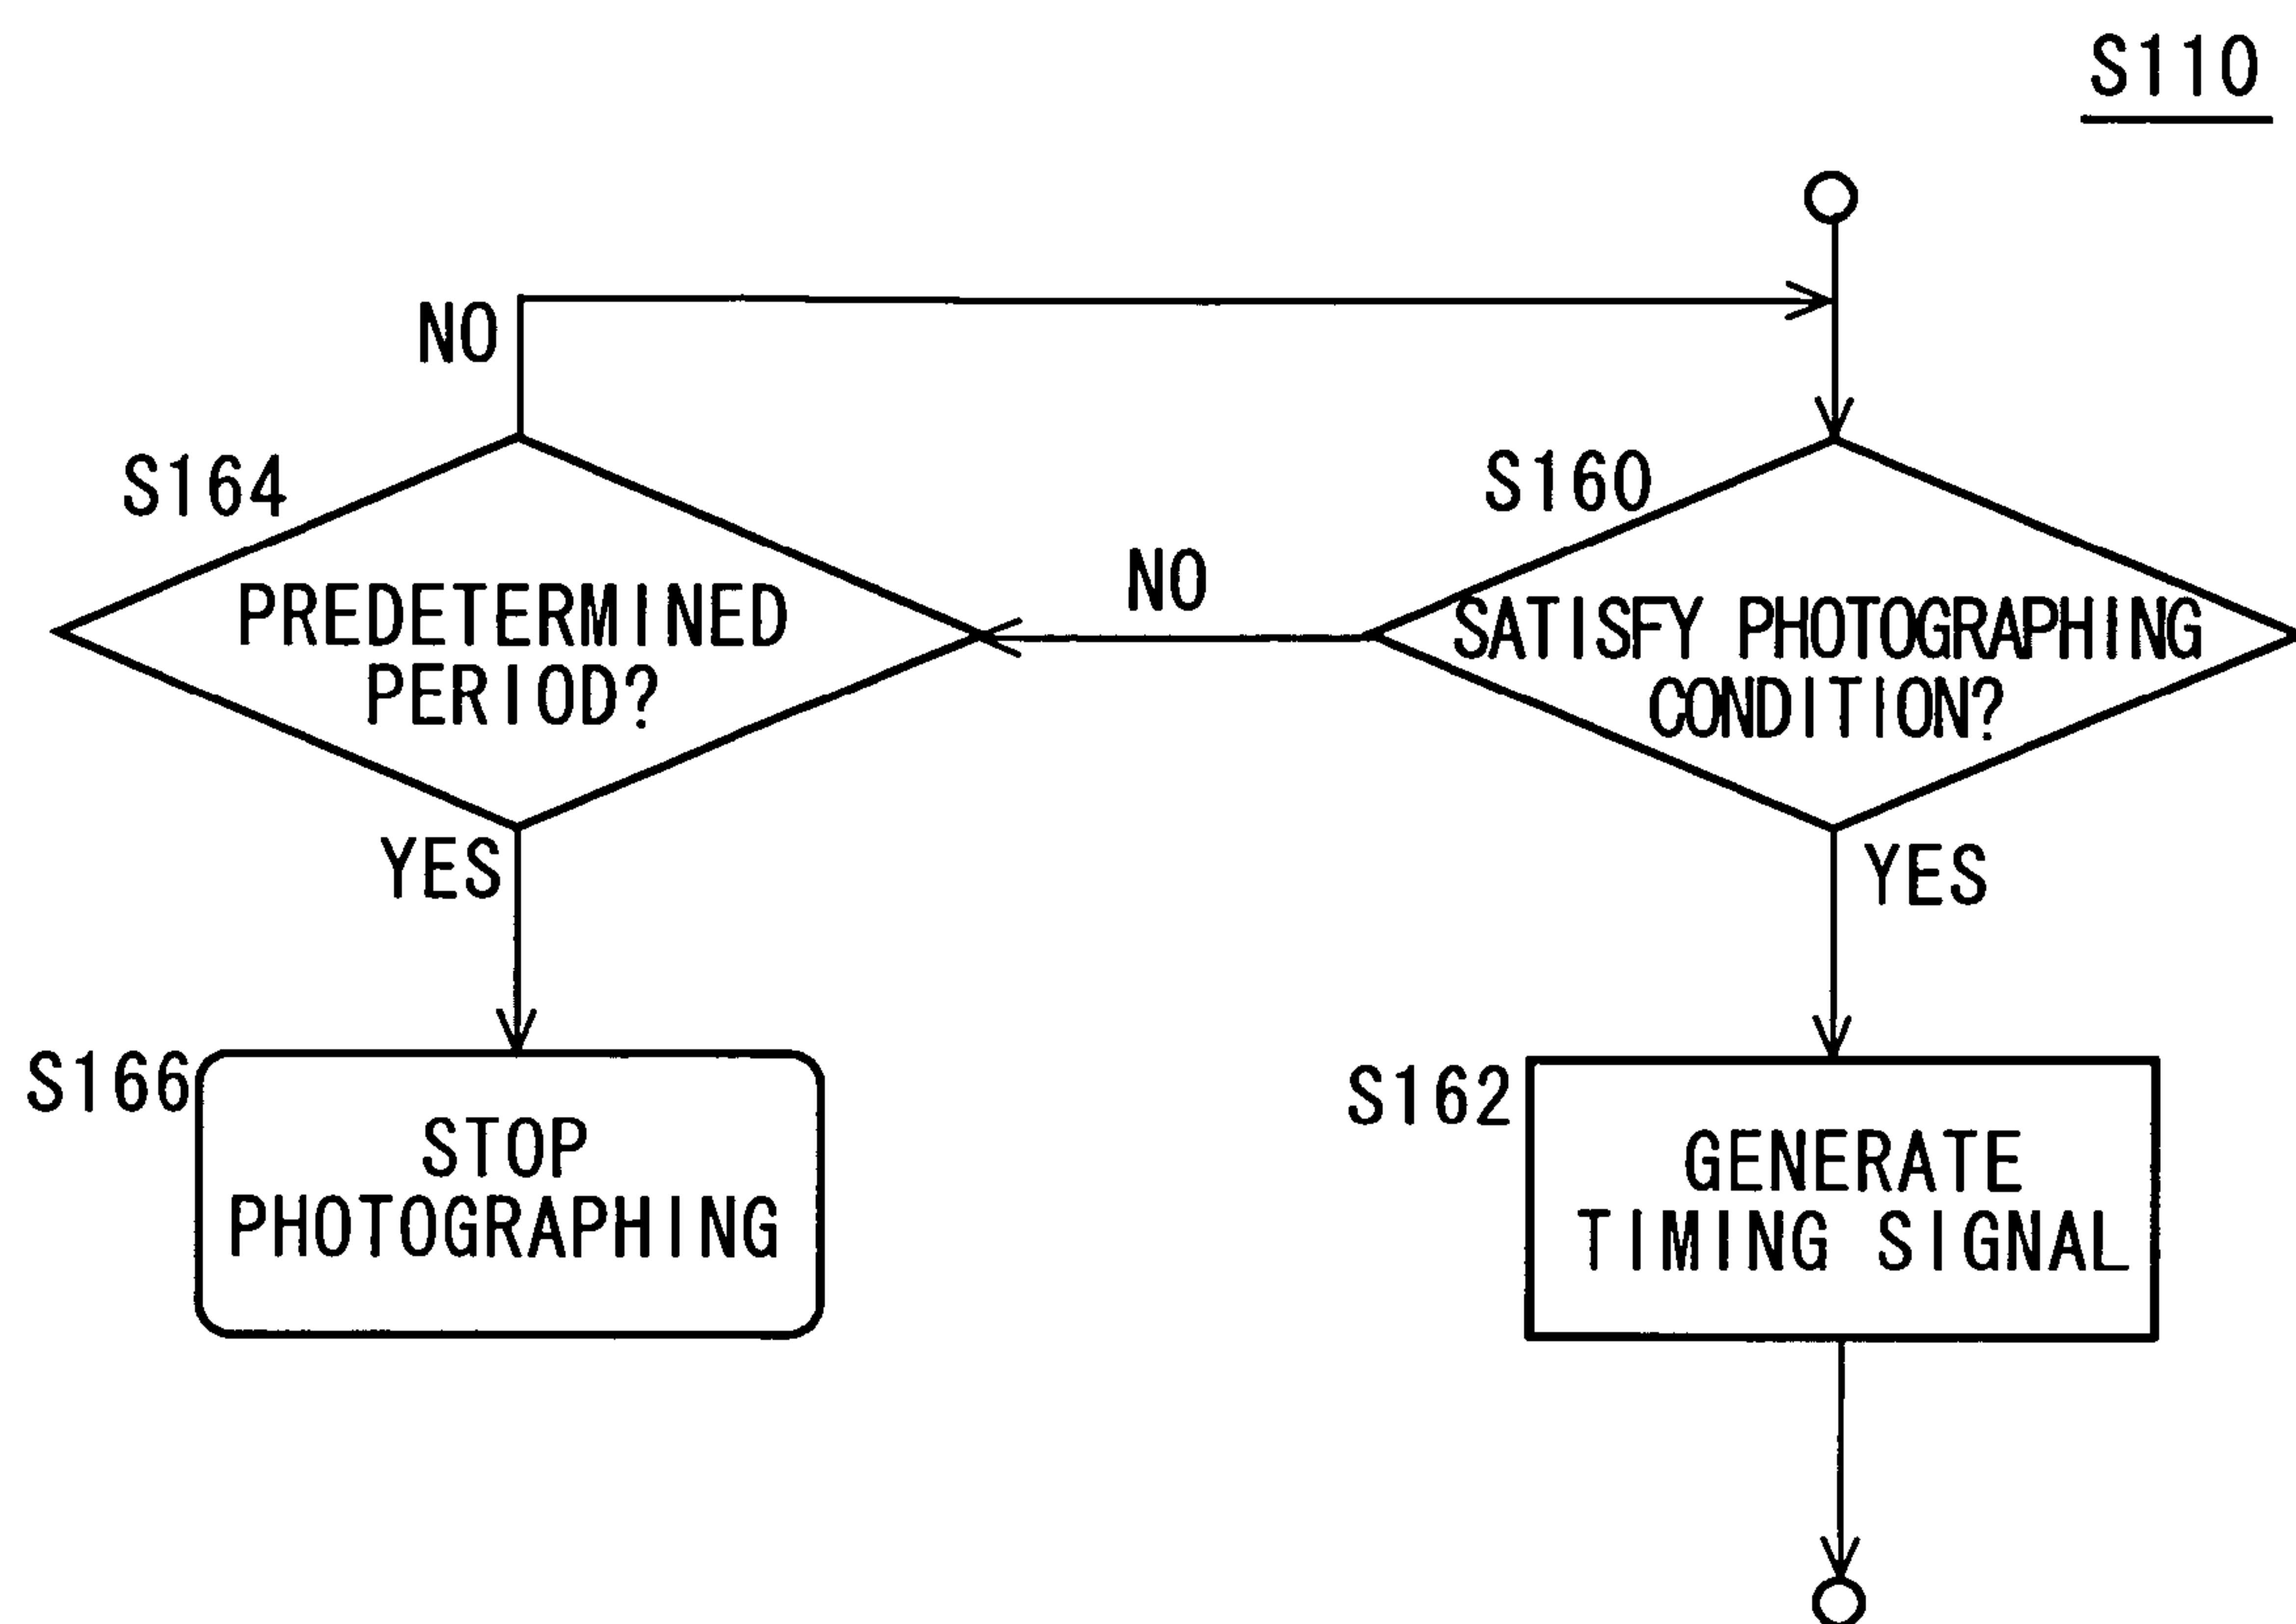 S110
NO
S164
S160
NO
PREDETERMINED
PERIOD?
SATISFY PHOTOGRAPHING
CONDITION?
YES
YES
S166
STOP
PHOTOGRAPHING
S162
GENERATE
TIMING SIGNAL